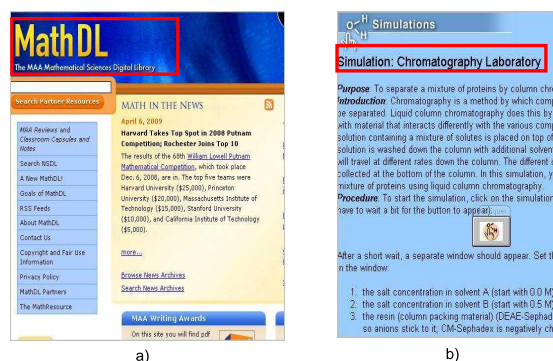 Math DL
The MAA Mathematical Sciences Digital Library
Search Partner Resources
MAA Reviews and
Classroom Capsules and
Notes
Search NSDL
A New MathDL!
Goals of MathDL
RSS Feeds
About MathDL
Contact Us
Copyright and Fair Use
Information
Privacy Policy
MathDL Partners
The MathResource
MATH IN THE NEWS
April 6, 2009
Harvard Takes Top Spot in 2008 Putnam
Competition; Rochester Joins Top 10
The results of the 68th William Lowell Putnam
Mathematical Competition, which took place
Dec. 6, 2008, are in. The top five teams were
Harvard University ($25,000), Princeton
University ($20,000), Massachusetts Institute of
Technology ($15,000), Stanford University
($10,000), and California Institute of Technology
($5,000).
more...
Browse News Archives
Search News Archives
MAA Writing Awards
On this site you will find pdf
a)
Simulations
Simulation: Chromatography Laboratory
Purpose: To separate a mixture of proteins by column chro
Introduction: Chromatography is a method by which comp
be separated. Liquid column chromatography does this by
with material that interacts differently with the various comp
solution containing a mixture of solutes is placed on top of
solution is washed down the column with additional solven
will travel at different rates down the column. The different
collected at the bottom of the column. In this simulation, y
mixture of proteins using liquid column chromatography.
Procedure: To start the simulation, click on the simulation
have to wait a bit for the button to appear
After a short wait, a separate window should appear. Set th
in the window:
1. the salt concentration in solvent A (start with 0.0 M)
2. the salt concentration in solvent B (start with 0.5 M)
3. the resin (column packing material) (DEAE-Sephad
so anions stick to it; CM-Sephadex is negatively ch
b)